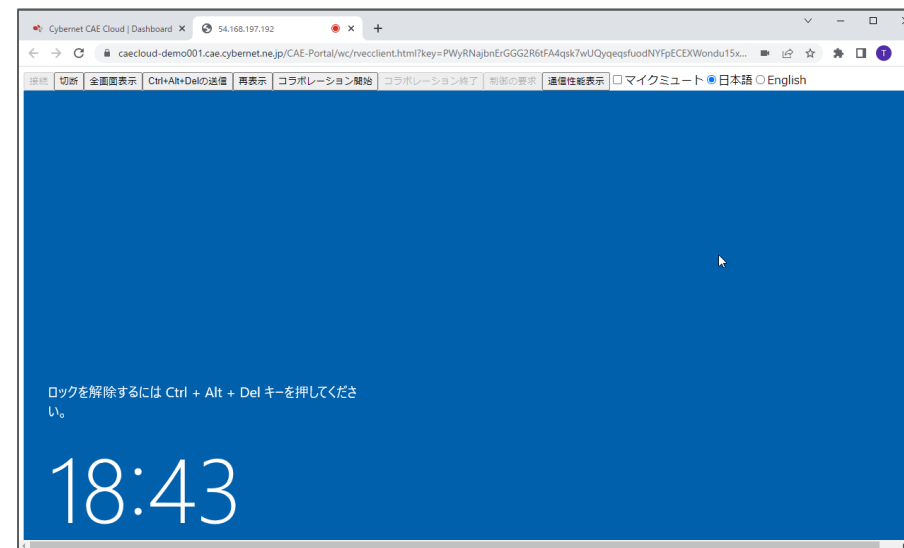 Cybernet CAE Cloud | Dashboard
54.168.197.192
caecloud-demo001.cae.cybernet.ne.jp/CAE-Portal/wc/rvecclient.html?key=PWyRNajbnErGGG2R6tFA4qsk7wUQyqeqsfuodNYFpECEXWondu15x...
T
接続 切断 全画面表示 Ctrl+Alt+Delの送信 再表示 コラボレーション開始 コラボレーション終了 制御の要求 通信性能表示 マイクミュート 日本語 English
ロックを解除するには Ctrl + Alt + Del キーを押してくださ
い。
18:43